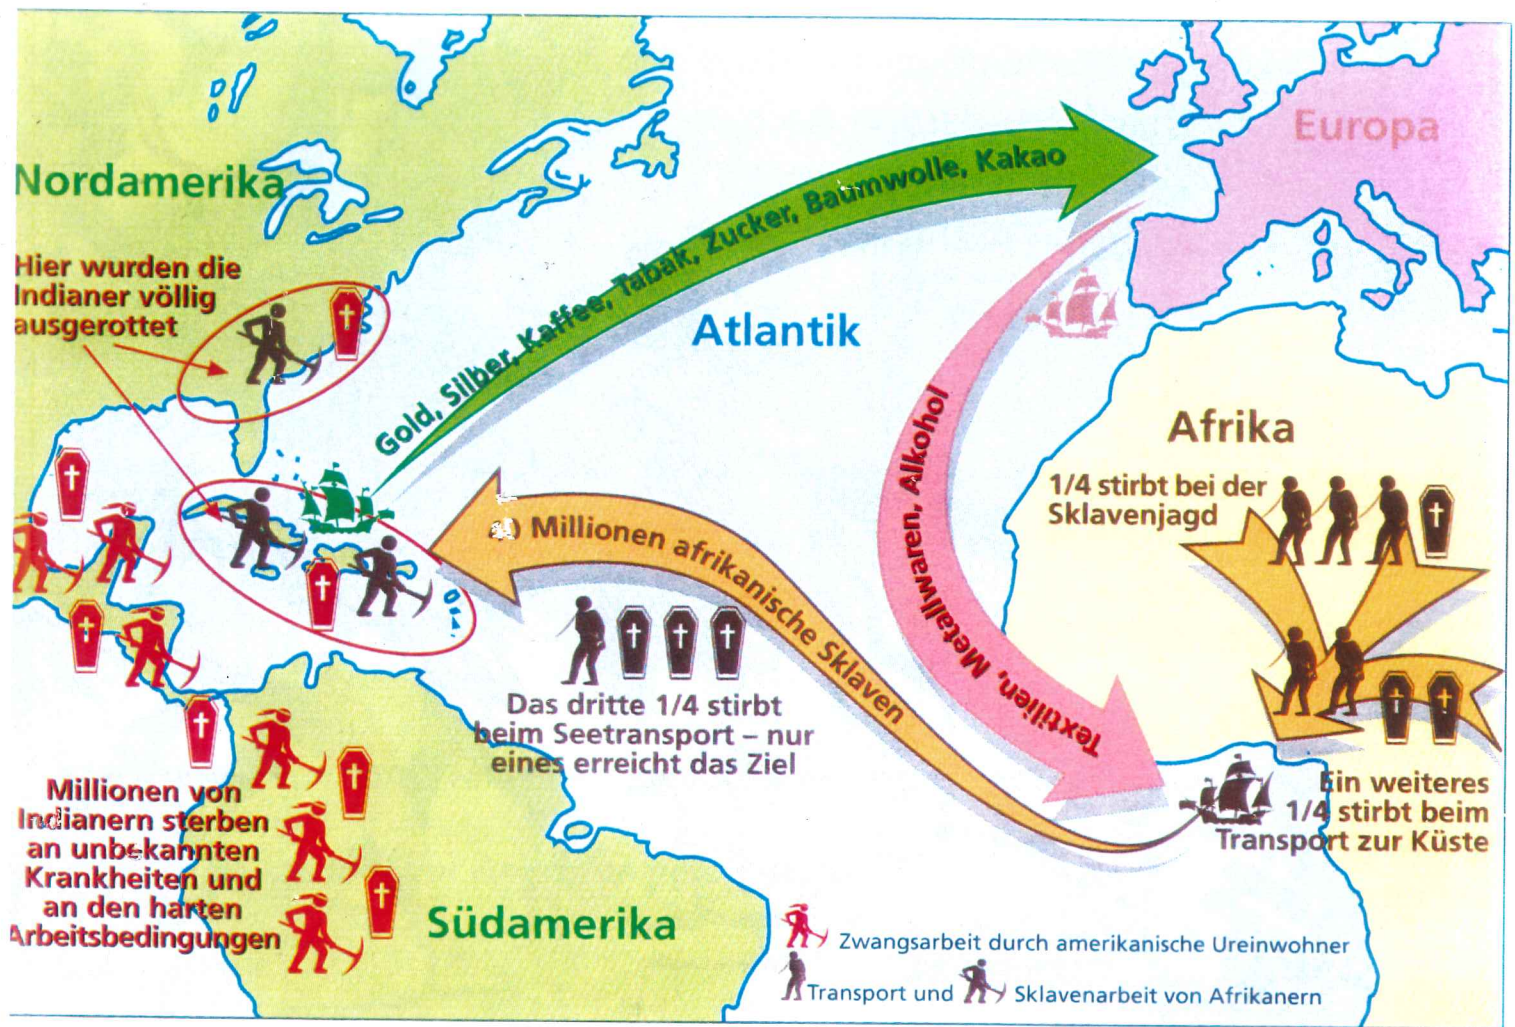 Nordamerika
Europa
Hier wurden die
Indianer völlig
ausgerottet
Gold, Silber, Kaffee, Tabak, Zucker, Baumwolle, Kakao
Atlantik
Textilien, Metallwaren, Alkohol
Afrika
1/4 stirbt bei der
Sklavenjagd
Millionen afrikanische Sklaven
Das dritte 1/4 stirbt
beim Seetransport – nur
eines erreicht das Ziel
Ein weiteres
1/4 stirbt beim
Transport zur Küste
Millionen von
Indianern sterben
an unbekannten
Krankheiten und
an den harten
Arbeitsbedingungen
Südamerika
Zwangsarbeit durch amerikanische Ureinwohner
Transport und Sklavenarbeit von Afrikanern